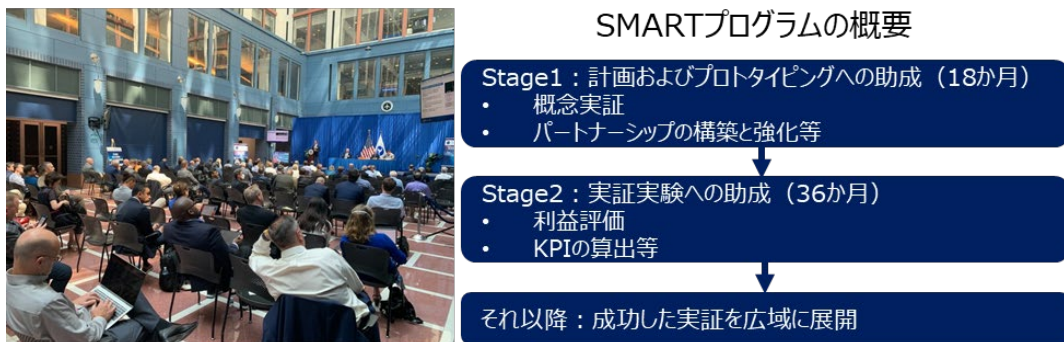 SMARTプログラムの概要
Stage1：計画およびプロトタイピングへの助成（18か月）
• 概念実証
• パートナーシップの構築と強化等
Stage2：実証実験への助成（36か月）
• 利益評価
• KPIの算出等
それ以降：成功した実証を広域に展開